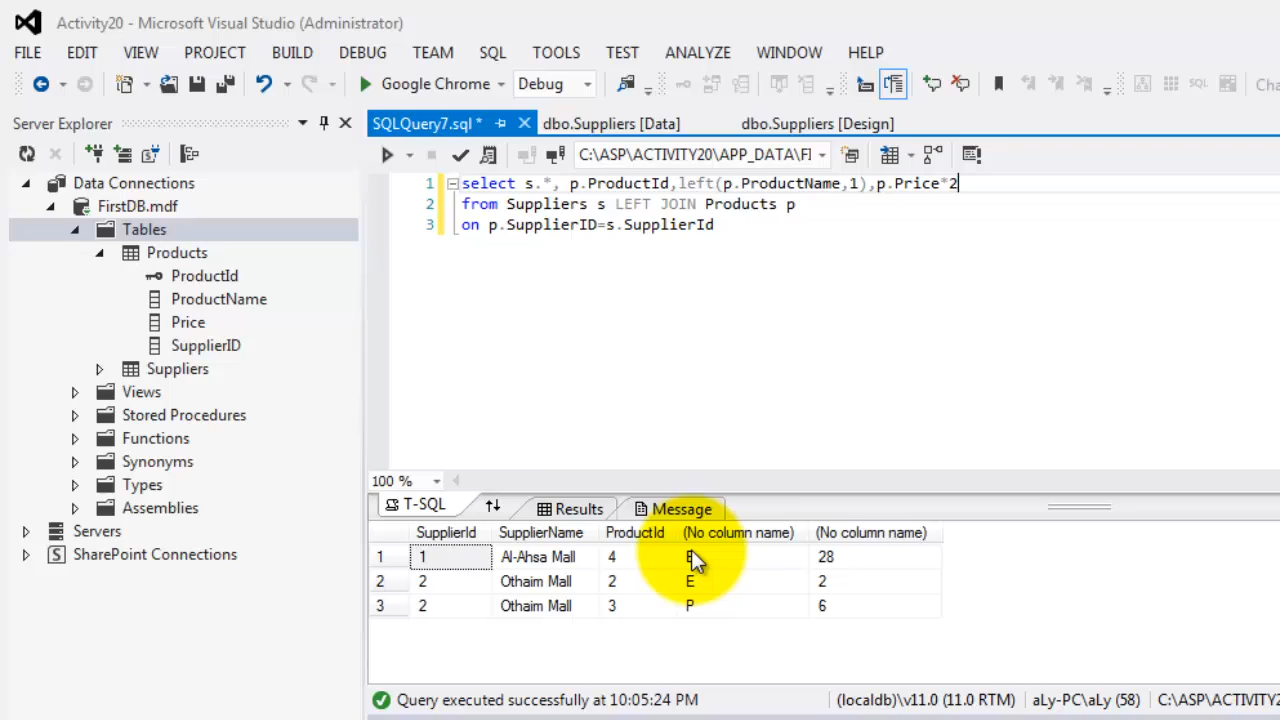 Activity20 - Microsoft Visual Studio (Administrator)
FILE EDIT VIEW PROJECT BUILD DEBUG TEAM SQL TOOLS TEST ANALYZE WINDOW HELP
Google Chrome Debug
Server Explorer
SQLQuery7.sql * dbo.Suppliers [Data] dbo.Suppliers [Design]
C:\ASP\ACTIVITY20\APP_DATA\FI
Data Connections
FirstDB.mdf
Tables
Products
ProductId
ProductName
Price
SupplierID
Suppliers
Views
Stored Procedures
Functions
Synonyms
Types
Assemblies
Servers
SharePoint Connections
1 select s.*, p.ProductId,left(p.ProductName,1),p.Price*2
2 from Suppliers s LEFT JOIN Products p
3 on p.SupplierID=s.SupplierId
100 %
T-SQL Results Message
SupplierId SupplierName ProductId (No column name) (No column name)
1 1 Al-Ahsa Mall 4 28
2 2 Othaim Mall 2 E 2
3 2 Othaim Mall 3 P 6
Query executed successfully at 10:05:24 PM (localdb)\v11.0 (11.0 RTM) aLy-PC\aLy (58) C:\ASP\ACTIVITY20